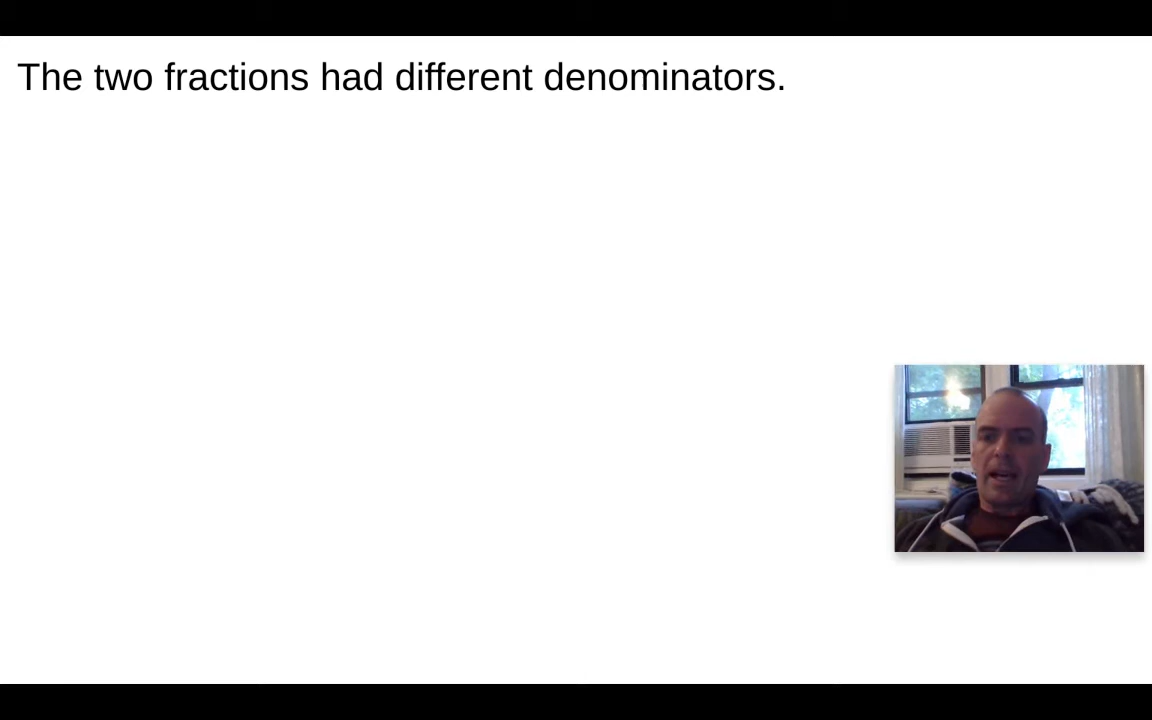 The two fractions had different denominators.